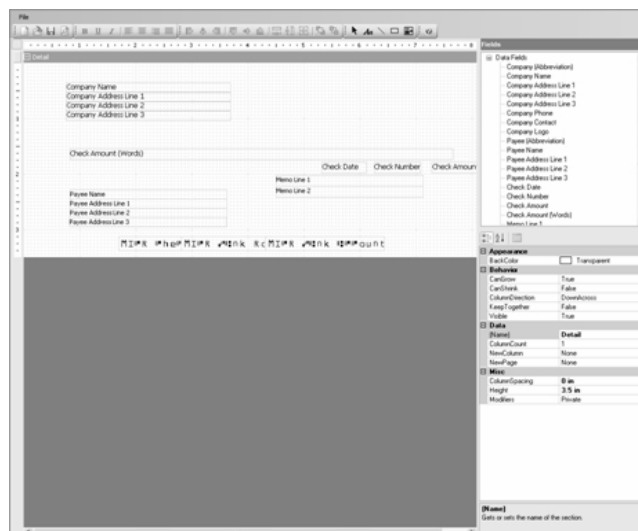 File
Detail
Company Name
Company Address Line 1
Company Address Line 2
Company Address Line 3
Check Amount (Words)
Check Date Check Number Check Amoun
Memo Line 1
Memo Line 2
Payee Name
Payee Address Line 1
Payee Address Line 2
Payee Address Line 3
Fields
Data Fields
Company (Abbreviation)
Company Name
Company Address Line 1
Company Address Line 2
Company Address Line 3
Company Phone
Company Contact
Company Logo
Payee (Abbreviation)
Payee Name
Payee Address Line 1
Payee Address Line 2
Payee Address Line 3
Check Date
Check Number
Check Amount
Check Amount (Words)
Memo Line 1
Appearance
BackColor Transparent
Behavior
CanGrow True
CanShrink False
ColumnDirection DownAcross
KeepTogether False
Visible True
Data
(Name) Detail
ColumnCount 1
NewColumn None
NewPage None
Misc
ColumnSpacing 0 in
Height 3.5 in
Modifiers Private
(Name)
Gets or sets the name of the section.